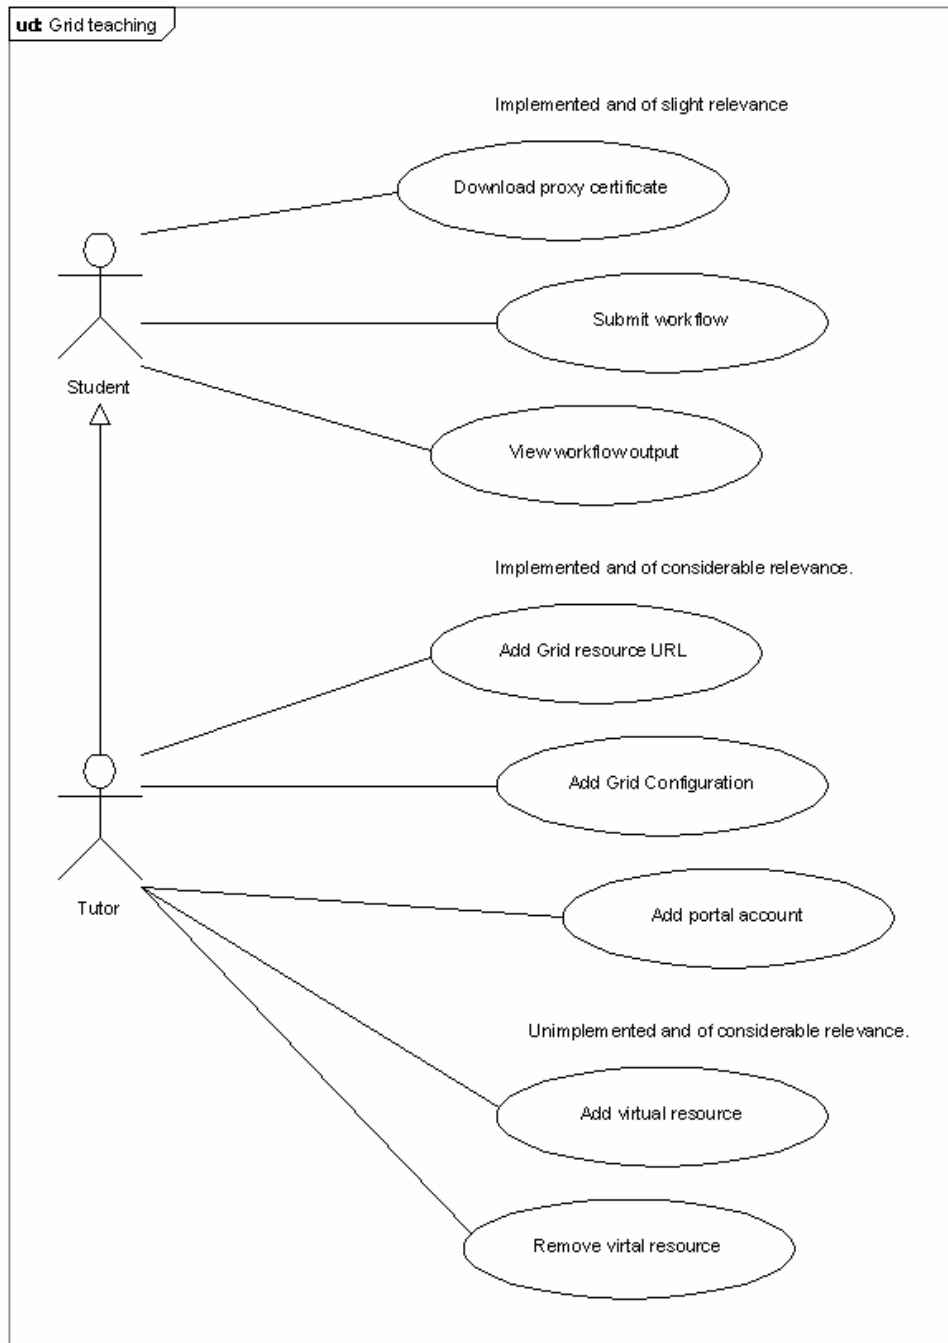 ud: Grid teaching
Implemented and of slight relevance
Download proxy certificate
Submit workflow
Student
View workflow output
Implemented and of considerable relevance.
Add Grid resource URL
Add Grid Configuration
Tutor
Add portal account
Unimplemented and of considerable relevance.
Add virtual resource
Remove virtal resource